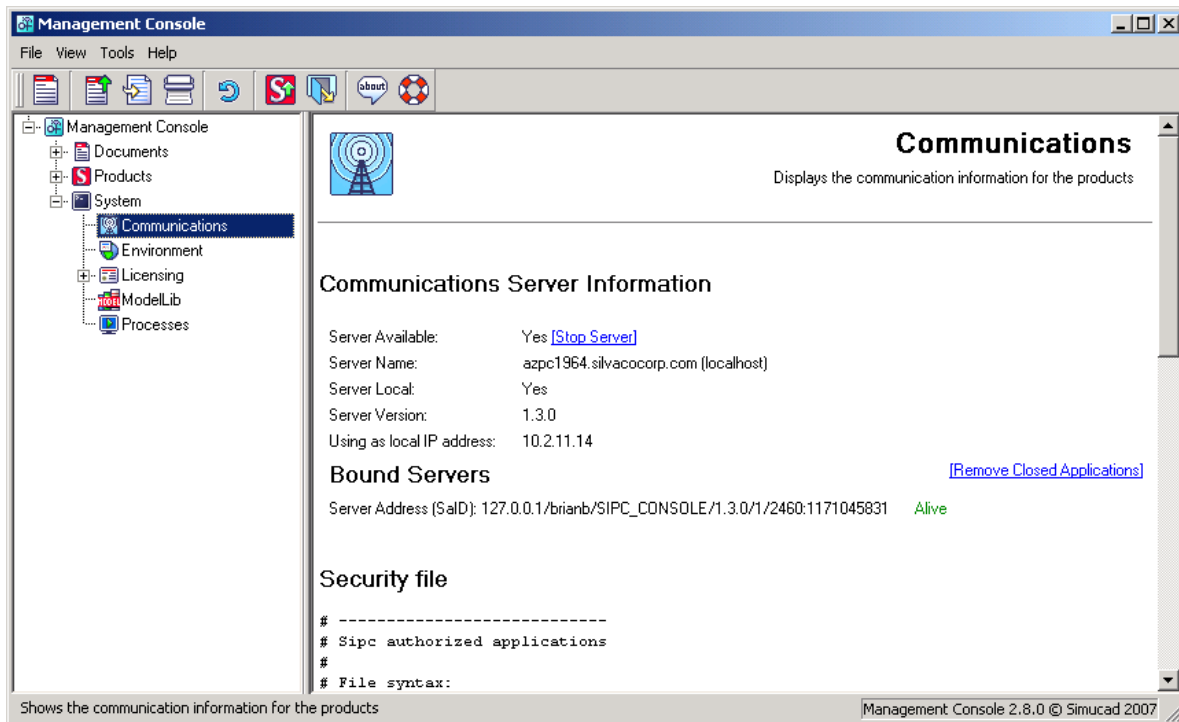 Management Console
File View Tools Help
about
Management Console
Documents
Products
System
Communications
Environment
Licensing
ModelLib
Processes
Communications
Displays the communication information for the products
Communications Server Information
Server Available: Yes [Stop Server]
Server Name: azpc1964.silvacocorp.com (localhost)
Server Local: Yes
Server Version: 1.3.0
Using as local IP address: 10.2.11.14
Bound Servers [Remove Closed Applications]
Server Address (SaID): 127.0.0.1/brianb/SIPC_CONSOLE/1.3.0/1/2460:1171045831 Alive
Security file
# ----------------------------
# Sipc authorized applications
#
# File syntax:
Shows the communication information for the products
Management Console 2.8.0 © Simucad 2007